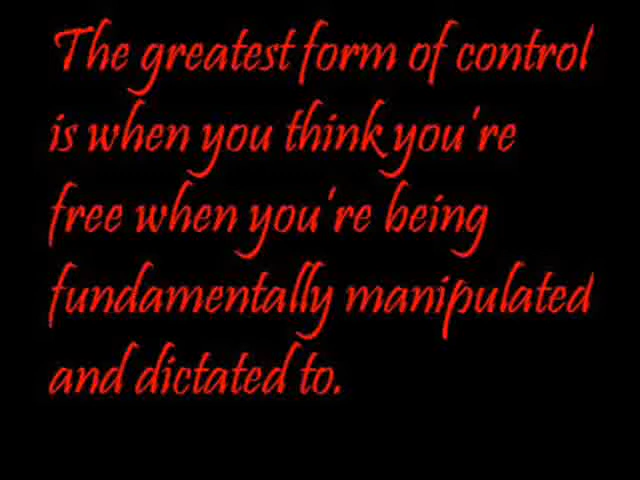 The greatest form of control
is when you think you're
free when you're being
fundamentally manipulated
and dictated to.